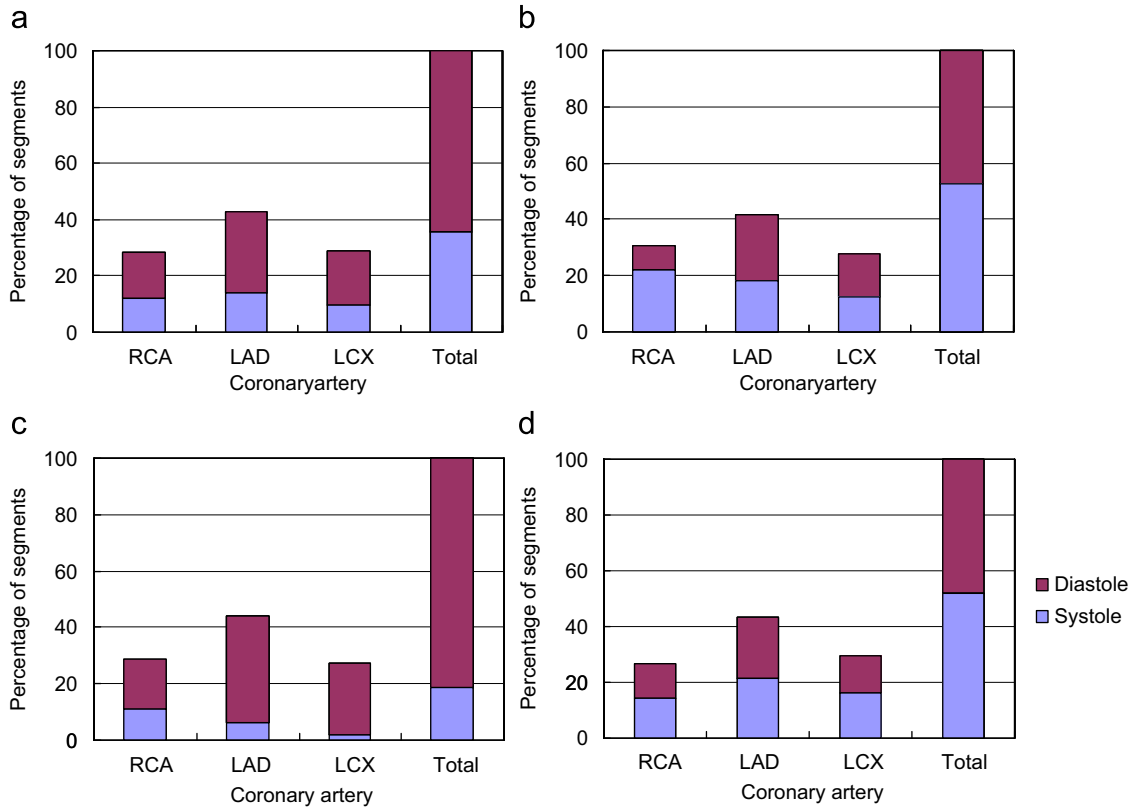 a
Percentage of segments
100
80
60
40
20
0
RCA LAD LCX Total
Coronaryartery
b
Percentage of segments
100
80
60
40
20
0
RCA LAD LCX Total
Coronaryartery
c
Percentage of segments
100
80
60
40
20
0
RCA LAD LCX Total
Coronary artery
d
Percentage of segments
100
80
60
40
20
0
RCA LAD LCX Total
Coronary artery
Diastole
Systole